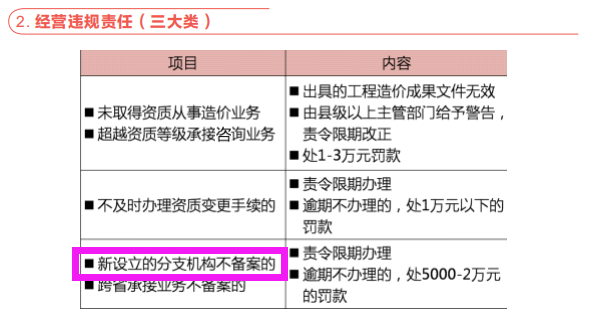 2. 经营违规责任（三大类）
项目
内容
■ 未取得资质从事造价业务
■ 超越资质等级承接咨询业务
■ 出具的工程造价成果文件无效
■ 由县级以上主管部门给予警告，
责令限期改正
■ 处1-3万元罚款
■ 不及时办理资质变更手续的
■ 责令限期办理
■ 逾期不办理的，处1万元以下的
罚款
■ 新设立的分支机构不备案的
■ 跨省承接业务不备案的
■ 责令限期办理
■ 逾期不办理的，处5000-2万元
的罚款